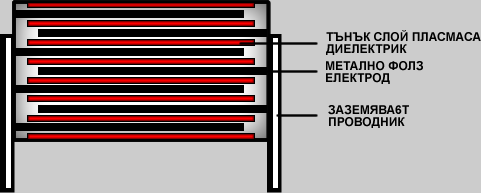 ТЪНЪК СЛОЙ ПЛАСМАСА
ДИЕЛЕКТРИК
МЕТАЛНО ФОЛЗ
ЕЛЕКТРОД
ЗАЗЕМЯВА6Т
ПРОВОДНИК